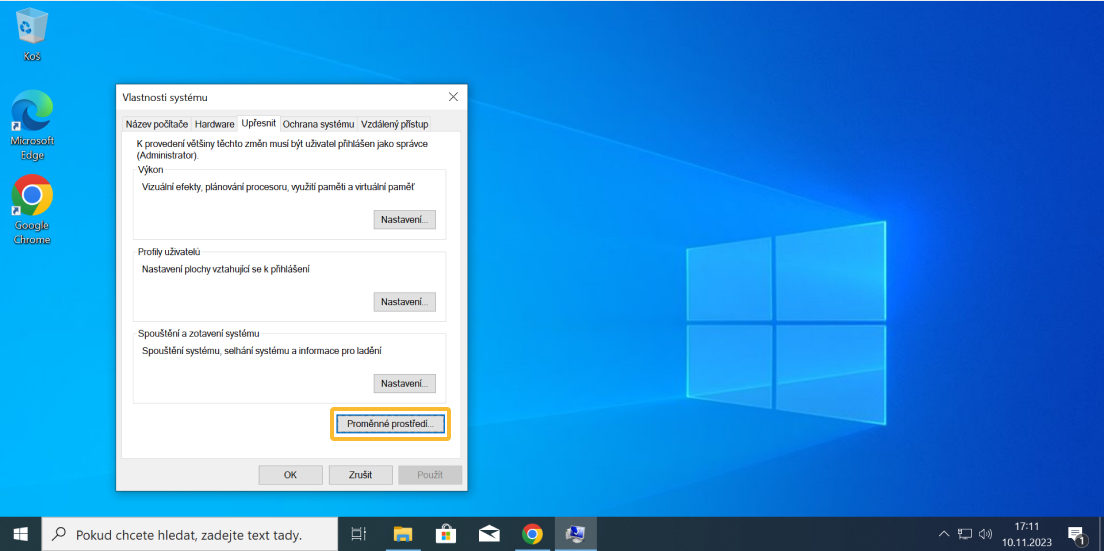 Koš
Microsoft
Edge
Google
Chrome
Vlastnosti systému
Název počítače Hardware Upřesnit Ochrana systému Vzdálený přístup
K provedení většiny těchto změn musí být uživatel přihlášen jako správce
(Administrator).
Výkon
Vizuální efekty, plánování procesoru, využití paměti a virtuální paměť
Nastavení...
Profily uživatelů
Nastavení plochy vztahující se k přihlášení
Nastavení...
Spouštění a zotavení systému
Spouštění systému, selhání systému a informace pro ladění
Nastavení...
Proměnné prostředí...
OK Zrušit Použít
Pokud chcete hledat, zadejte text tady.
17:11
10.11.2023
1